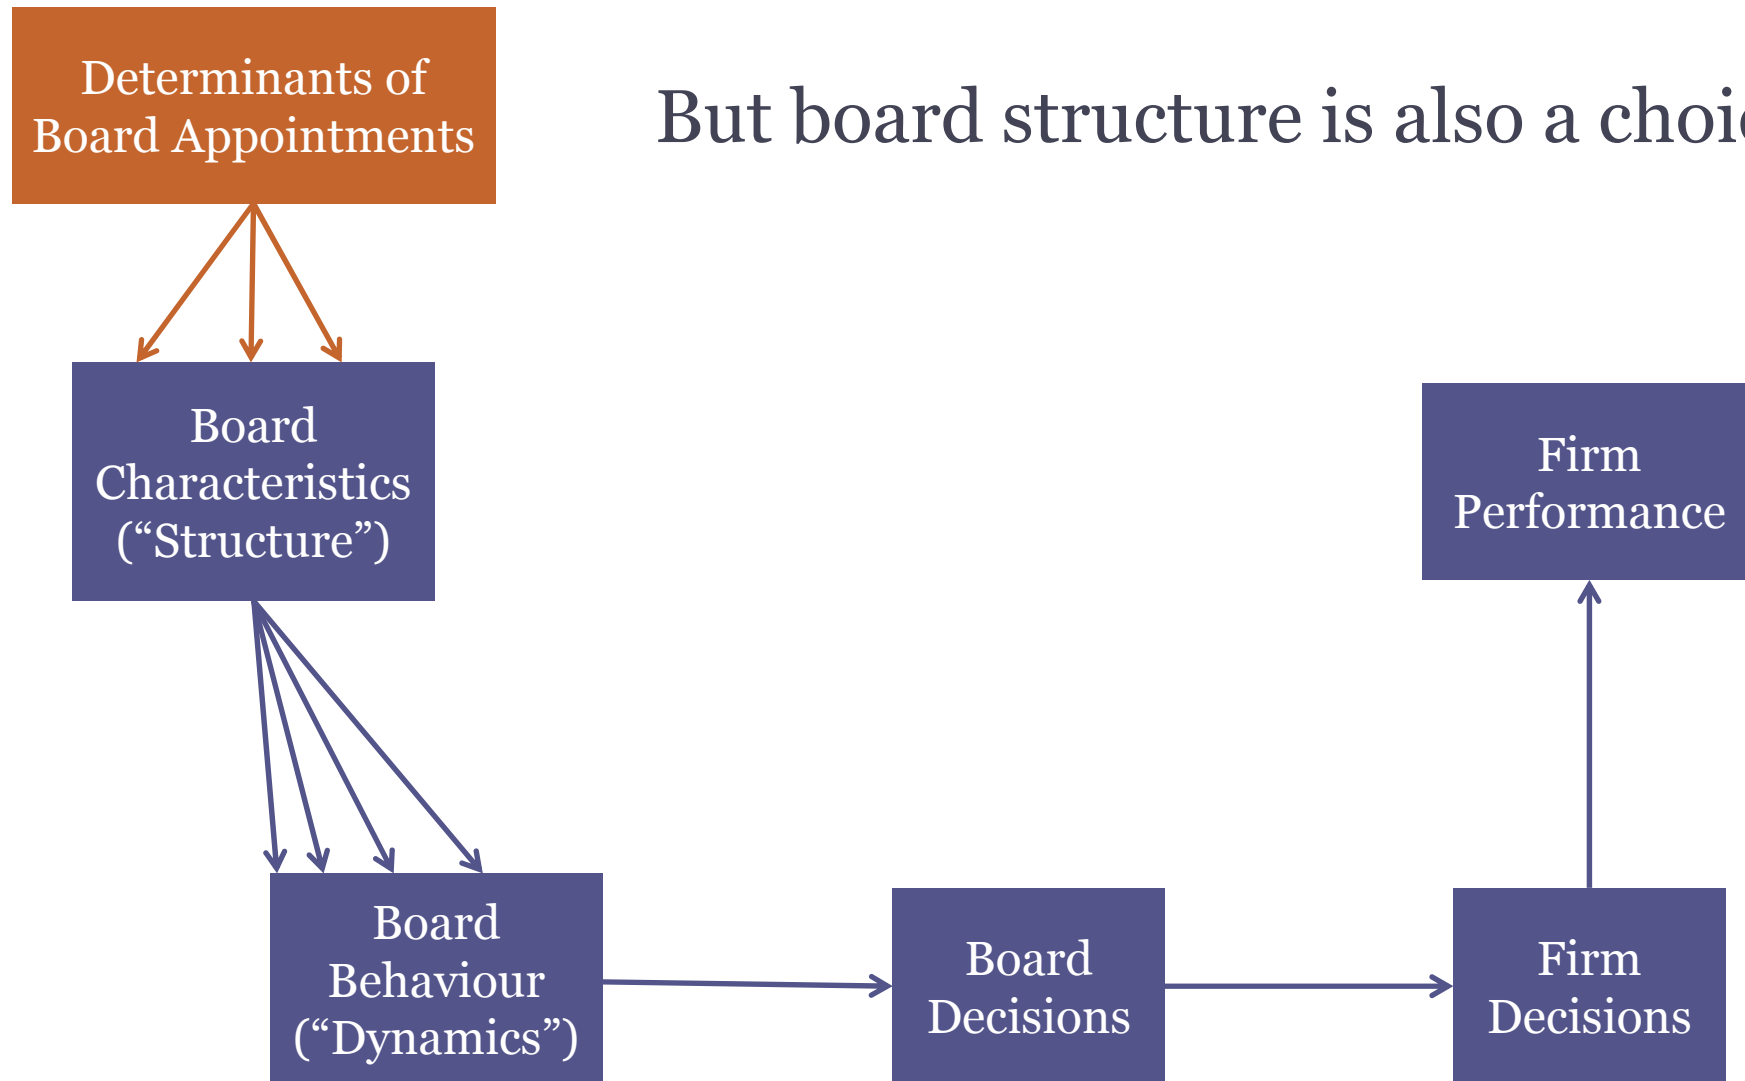 Determinants of
Board Appointments
But board structure is also a
Board
Characteristics
(“Structure”)
Firm
Performance
Board
Behaviour
(“Dynamics”)
Board
Decisions
Firm
Decisions